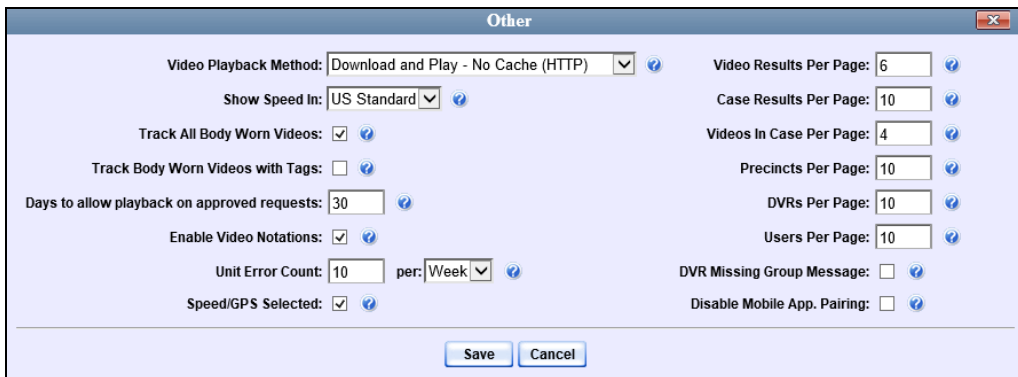 Other
Video Playback Method: Download and Play - No Cache (HTTP)
Show Speed In: US Standard
Track All Body Worn Videos:
Track Body Worn Videos with Tags:
Days to allow playback on approved requests: 30
Enable Video Notations:
Unit Error Count: 10 per: Week
Speed/GPS Selected:
Video Results Per Page: 6
Case Results Per Page: 10
Videos In Case Per Page: 4
Precincts Per Page: 10
DVRs Per Page: 10
Users Per Page: 10
DVR Missing Group Message:
Disable Mobile App. Pairing:
Save Cancel